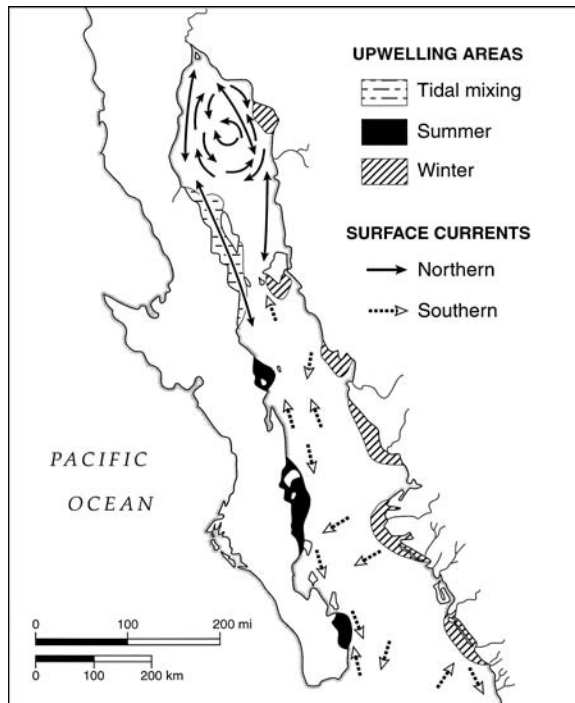 UPWELLING AREAS
Tidal mixing
Summer
Winter
SURFACE CURRENTS
Northern
Southern
PACIFIC
OCEAN
0 100 200 mi
0 100 200 km